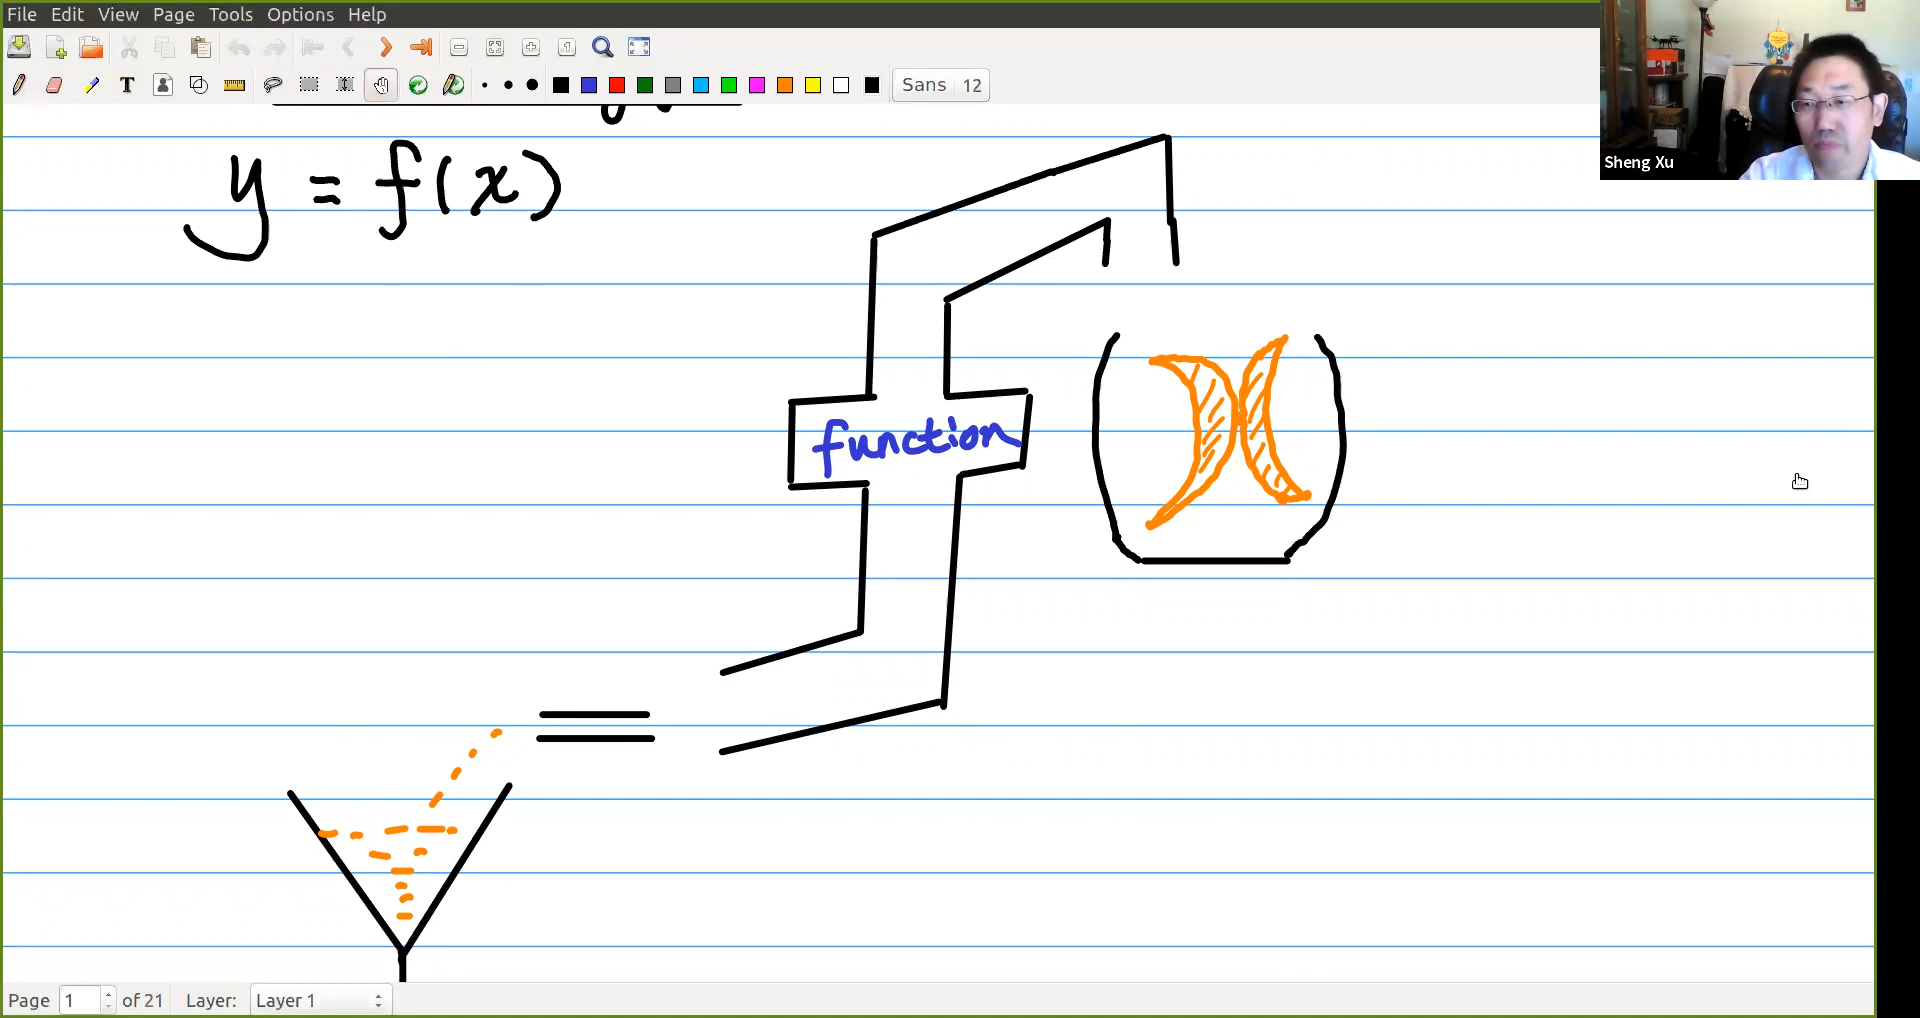 File Edit View Page Tools Options Help
Sans 12
Sheng Xu
y = f(x)
function
Page 1 of 21 Layer: Layer 1